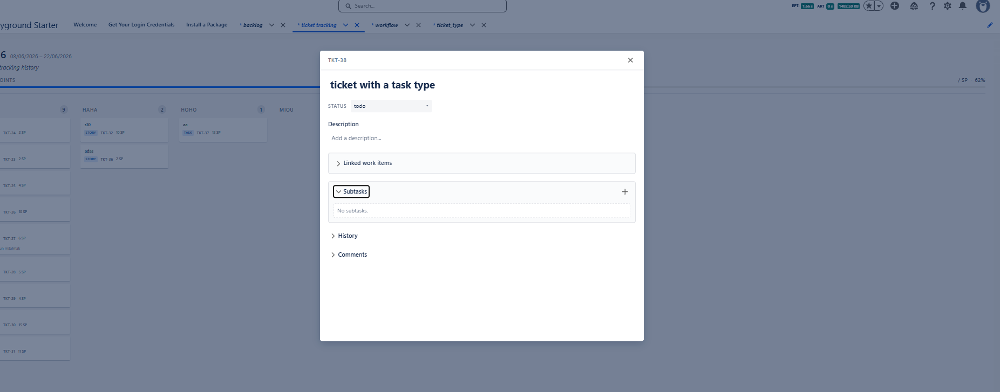 Search...
EPT: 1.66 s ART 0 s 1482.59 KB
yground Starter Welcome Get Your Login Credentials Install a Package * backlog * ticket tracking * workflow * ticket_type
6 08/06/2026 – 22/06/2026
tracking history
OINTS / SP · 62%
9 HAHA 2 HOHO 1 MIOU
TKT-24 2 SP
TKT-23 2 SP
TKT-25 4 SP
TKT-26 10 SP
TKT-27 6 SP
TKT-28 5 SP
TKT-29 4 SP
TKT-30 15 SP
TKT-31 11 SP
s10
STORY TKT-32 10 SP
adas
STORY TKT-36 2 SP
aa
TASK TKT-37 12 SP
TKT-38
ticket with a task type
STATUS todo
Description
Add a description...
Linked work items
Subtasks
No subtasks.
History
Comments